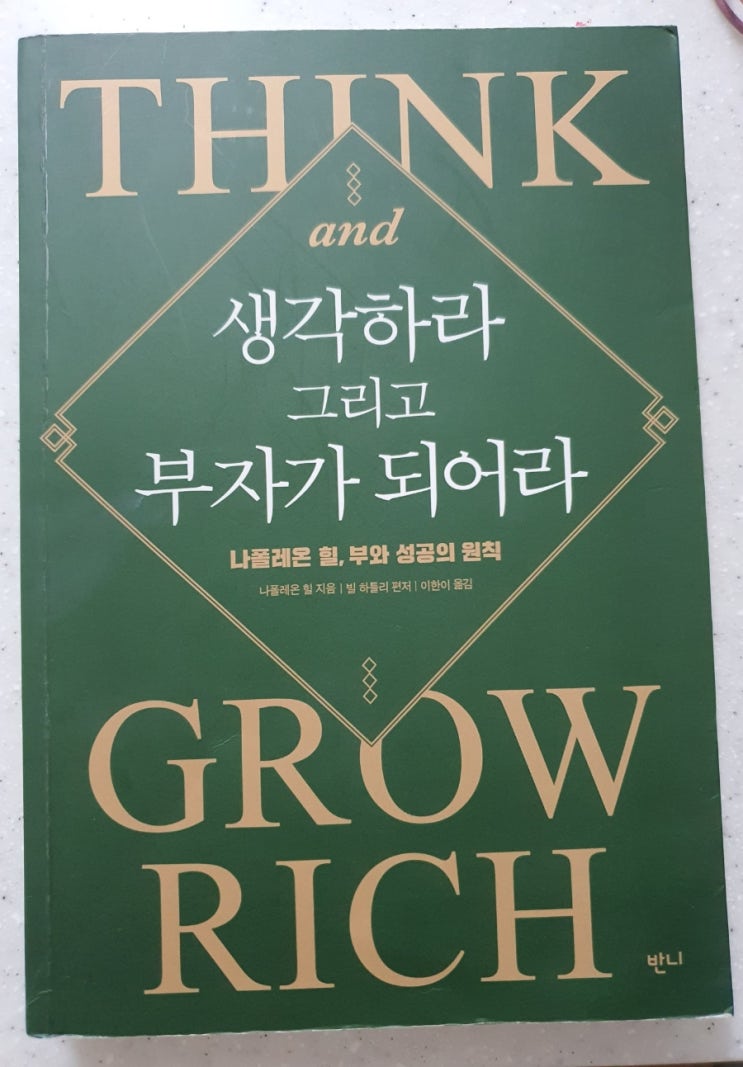 THINK
and
생각하라
그리고
부자가 되어라
나폴레온 힐, 부와 성공의 원칙
나폴레온 힐 지음 | 빌 하틀리 편저 | 이한이 옮김
GROW
RICH
반니